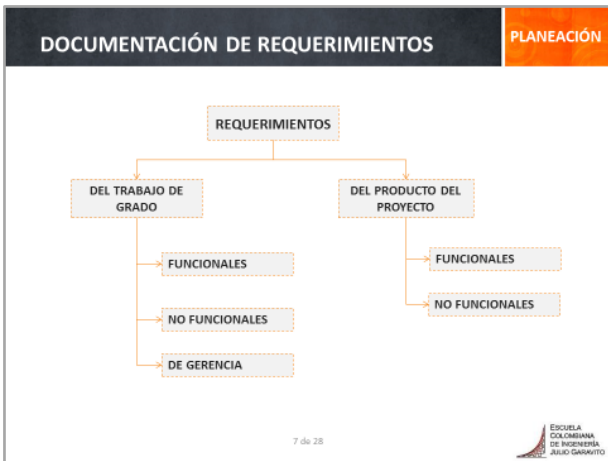 DOCUMENTACIÓN DE REQUERIMIENTOS
PLANEACIÓN
REQUERIMIENTOS
DEL TRABAJO DE
GRADO
DEL PRODUCTO DEL
PROYECTO
FUNCIONALES
NO FUNCIONALES
DE GERENCIA
FUNCIONALES
NO FUNCIONALES
7 de 28
ESCUELA
COLOMBIANA
DE INGENIERÍA
JULIO GARAVITO